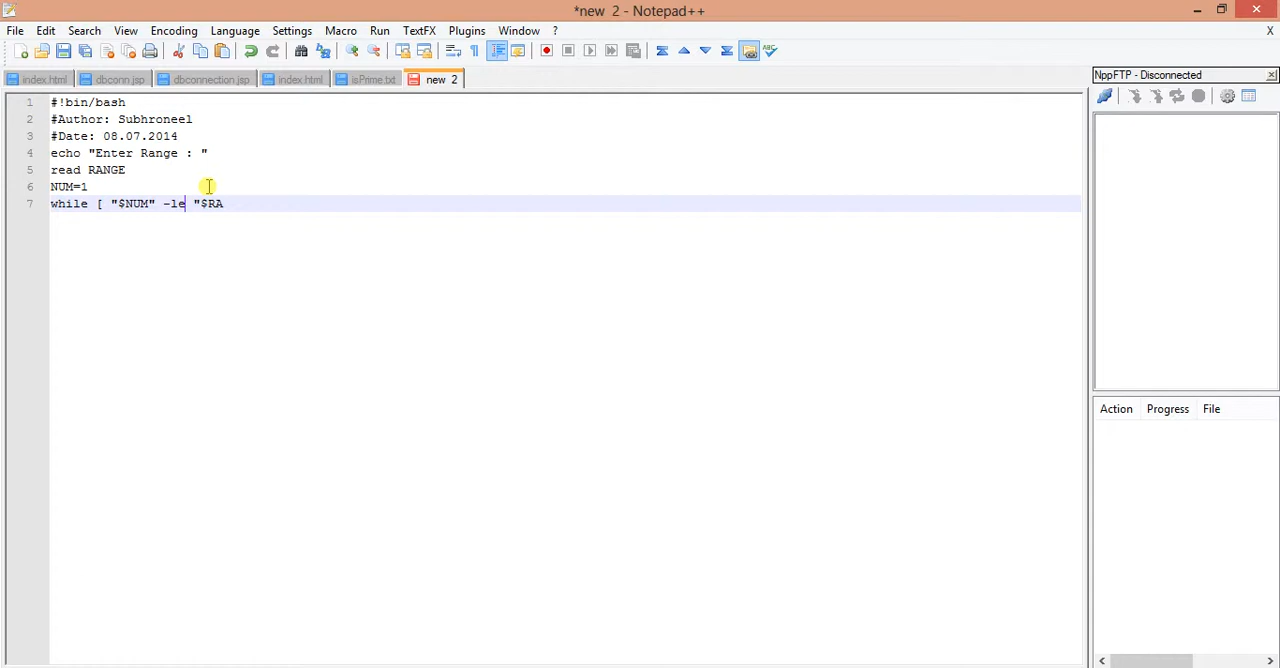 *new 2 - Notepad++
File Edit Search View Encoding Language Settings Macro Run TextFX Plugins Window ? X
index.html dbconn.jsp dbconnection.jsp index.html isPrime.txt new 2
NppFTP - Disconnected
1 #!bin/bash
2 #Author: Subhroneel
3 #Date: 08.07.2014
4 echo "Enter Range : "
5 read RANGE
6 NUM=1
7 while [ "$NUM" -le "$RA
Action Progress File